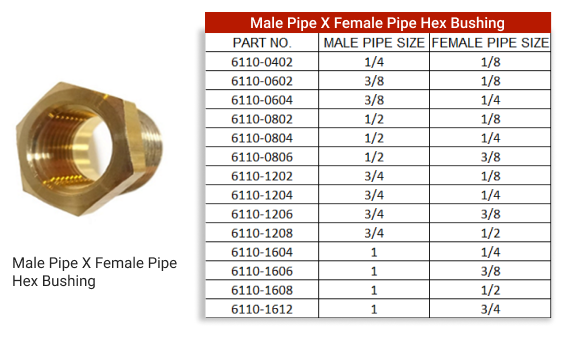 Male Pipe X Female Pipe Hex Bushing
PART NO. MALE PIPE SIZE FEMALE PIPE SIZE
6110-0402 1/4 1/8
6110-0602 3/8 1/8
6110-0604 3/8 1/4
6110-0802 1/2 1/8
6110-0804 1/2 1/4
6110-0806 1/2 3/8
6110-1202 3/4 1/8
6110-1204 3/4 1/4
6110-1206 3/4 3/8
6110-1208 3/4 1/2
6110-1604 1 1/4
6110-1606 1 3/8
6110-1608 1 1/2
6110-1612 1 3/4
Male Pipe X Female Pipe
Hex Bushing